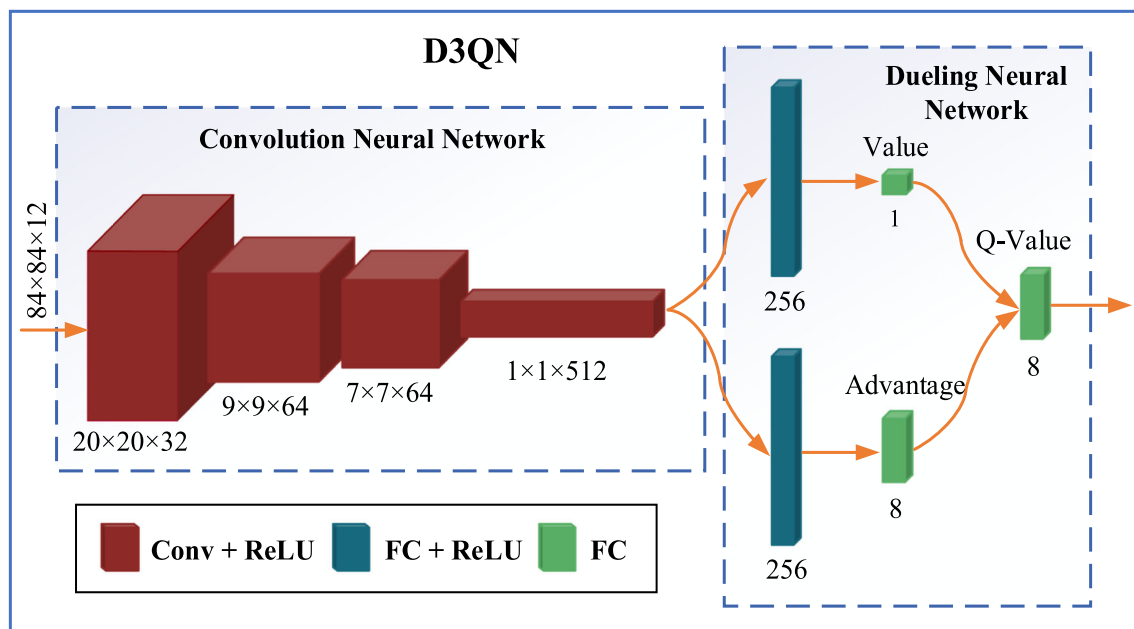 D3QN
Convolution Neural Network
84×84×12
20×20×32
9×9×64
7×7×64
1×1×512
Dueling Neural
Network
256
Value
1
Q-Value
8
256
Advantage
8
Conv + ReLU
FC + ReLU
FC